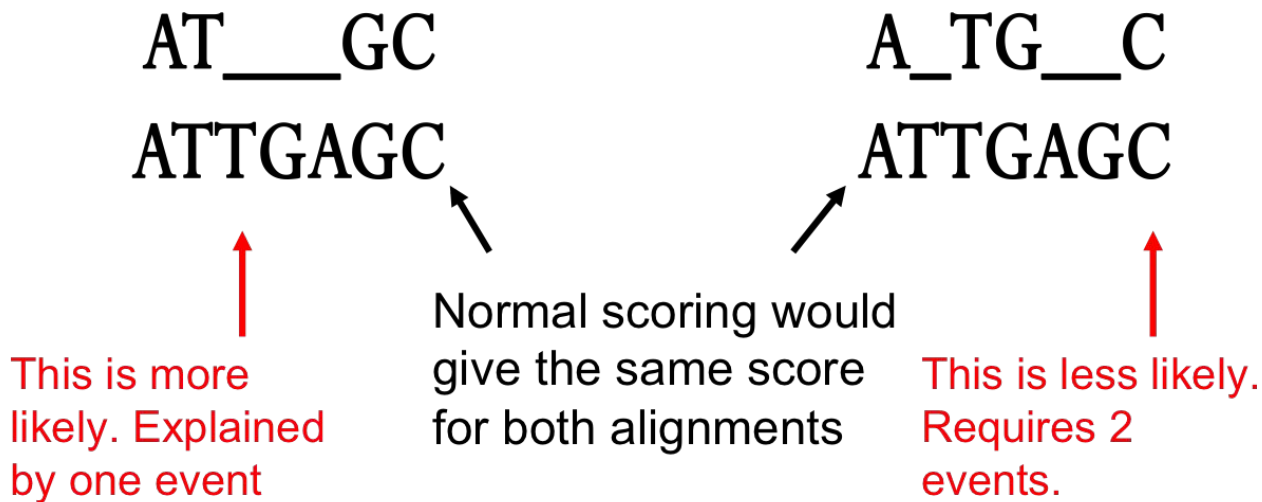 AT___GC
A_TG__C
ATTGAGC
ATTGAGC
Normal scoring would
give the same score
for both alignments
This is more
likely. Explained
by one event
This is less likely.
Requires 2
events.